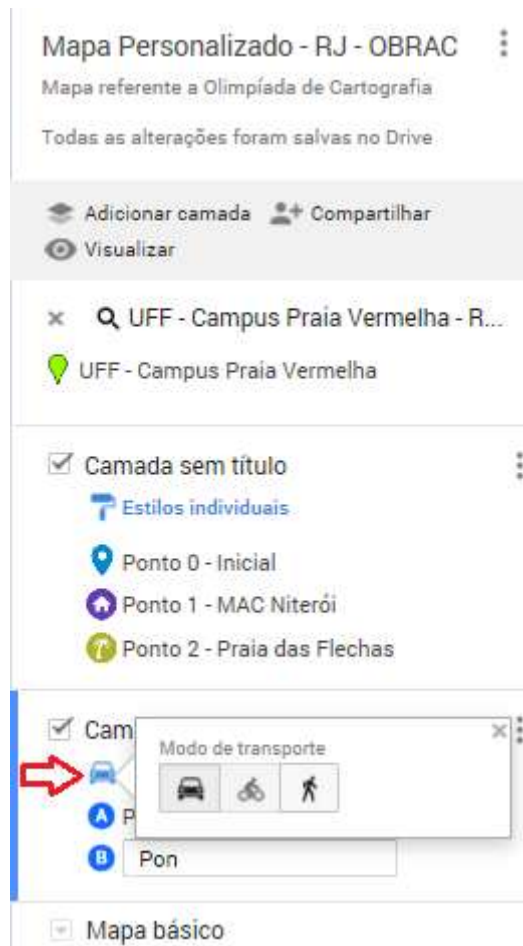 Mapa Personalizado - RJ - OBRAC
Mapa referente a Olimpíada de Cartografia
Todas as alterações foram salvas no Drive
Adicionar camada Compartilhar
Visualizar
UFF - Campus Praia Vermelha - R...
UFF - Campus Praia Vermelha
Camada sem título
Estilos individuais
Ponto 0 - Inicial
Ponto 1 - MAC Niterói
Ponto 2 - Praia das Flechas
Cam
Modo de transporte
A P
B Pon
Mapa básico